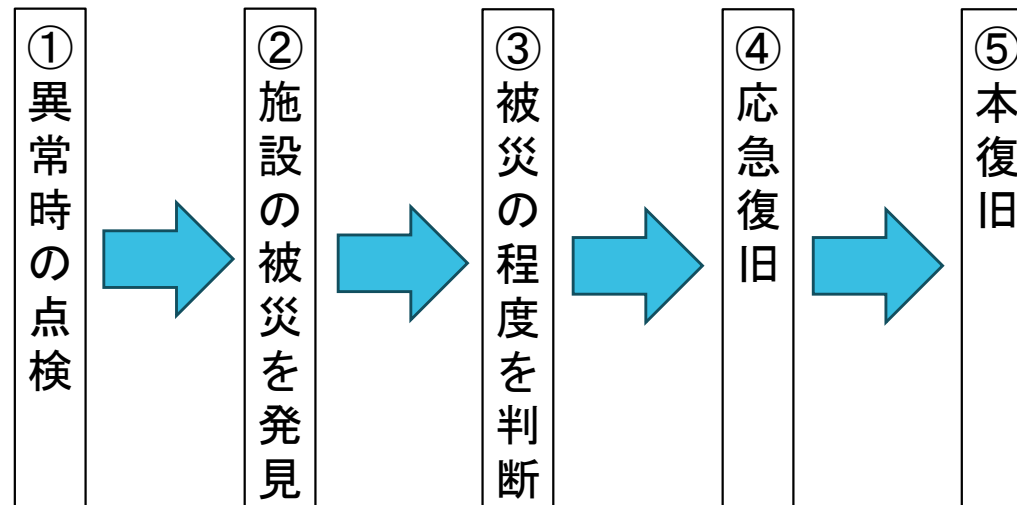 ①異常時の点検
②施設の被災を発見
③被災の程度を判断
④応急復旧
⑤本復旧